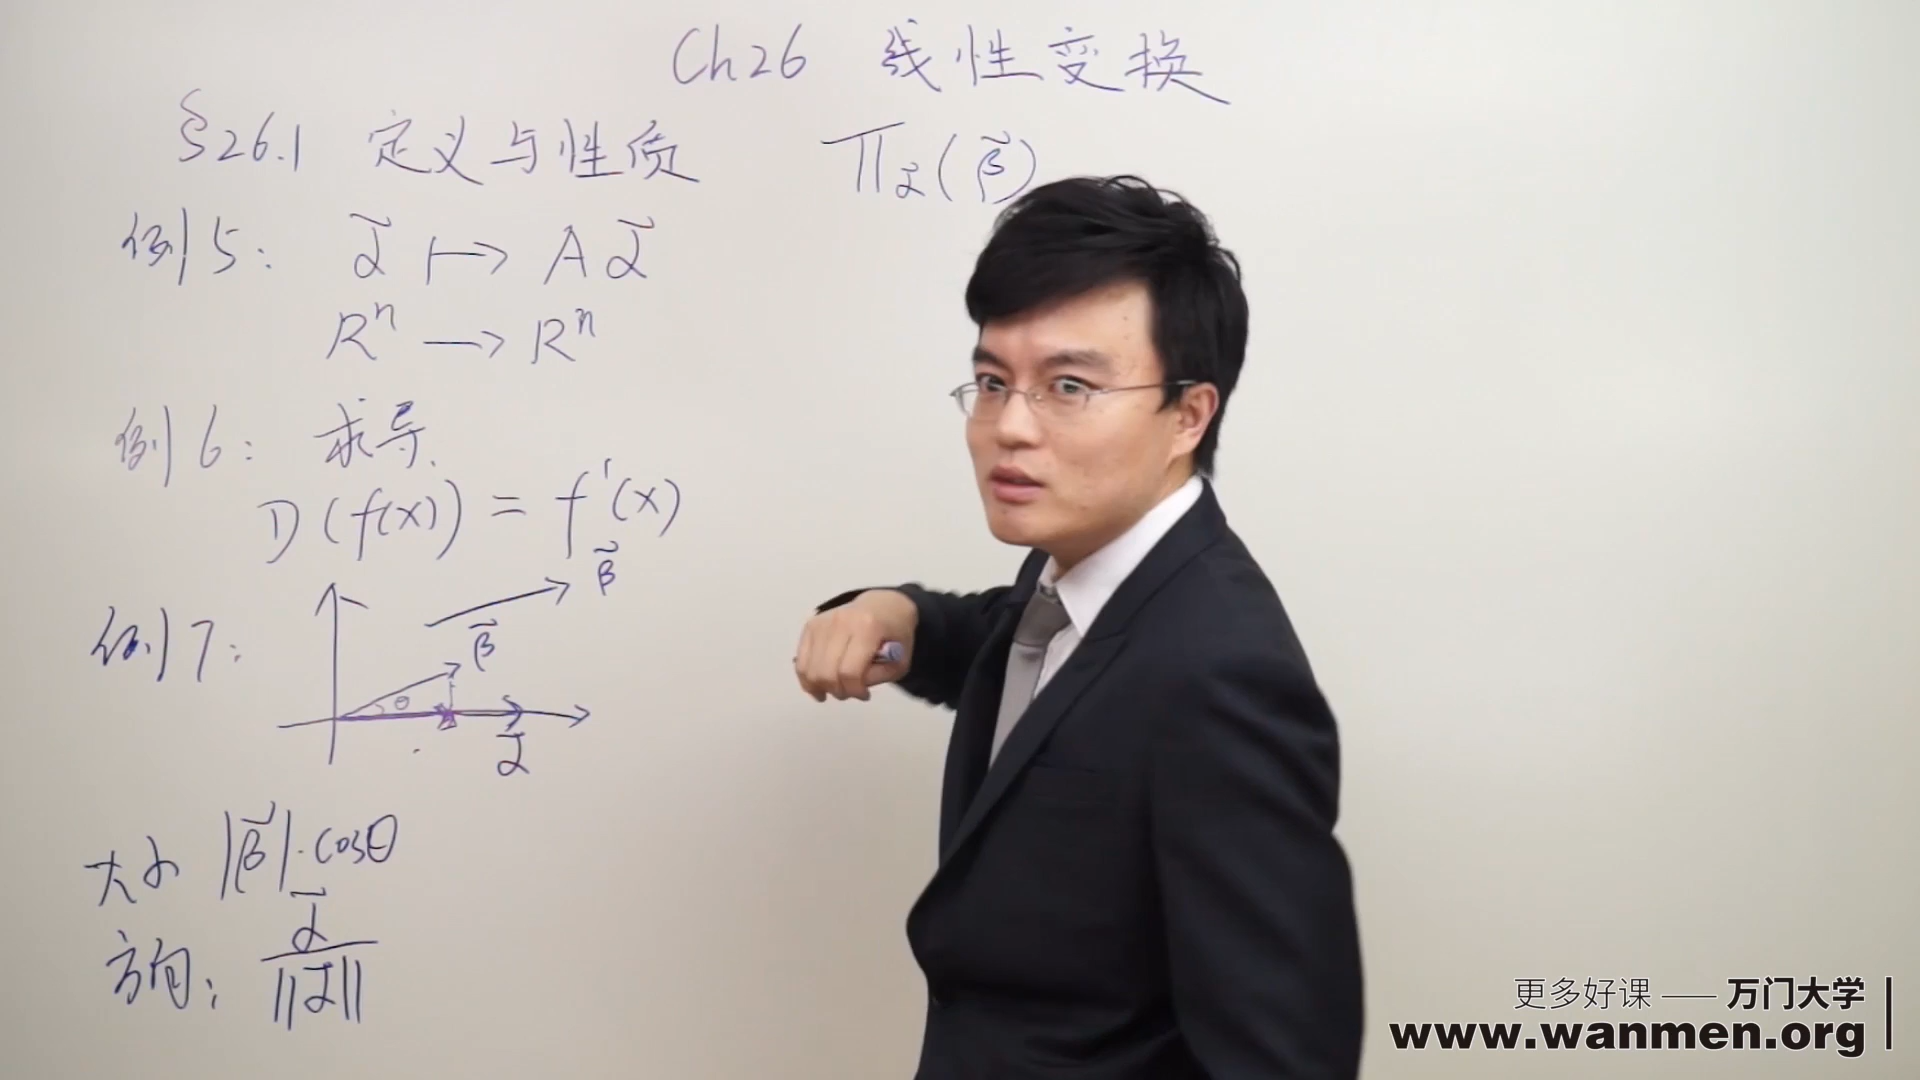 Ch26 线性变换
§26.1 定义与性质
Π_α⃗(β⃗)
例5: α⃗ ↦ Aα⃗
Rⁿ → Rⁿ
例6: 求导.
D(f(x)) = f'(x)
β⃗
例7:
β⃗
θ
α⃗
大小 |β⃗|·cosθ
方向: α⃗/||α⃗||
更多好课 —— 万门大学
www.wanmen.org